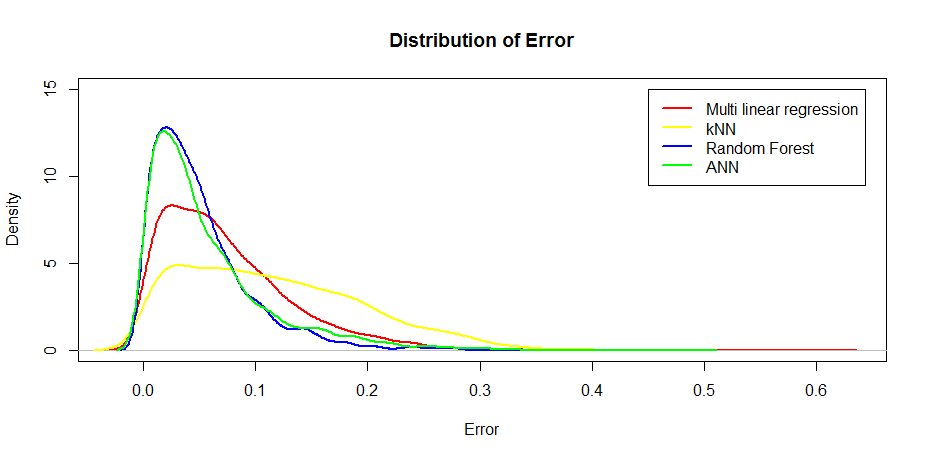 Distribution of Error
Density
15
10
5
0
Multi linear regression
kNN
Random Forest
ANN
0.0 0.1 0.2 0.3 0.4 0.5 0.6
Error